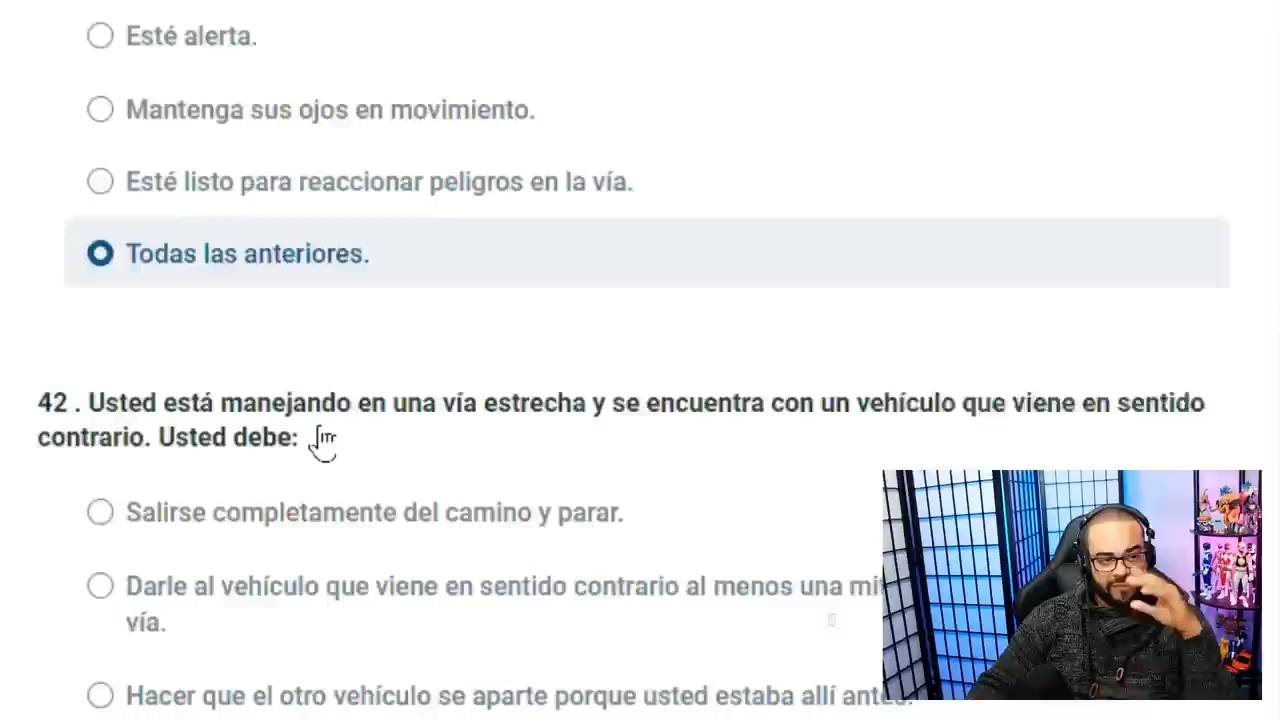 Esté alerta.
Mantenga sus ojos en movimiento.
Esté listo para reaccionar peligros en la vía.
Todas las anteriores.
42 . Usted está manejando en una vía estrecha y se encuentra con un vehículo que viene en sentido
contrario. Usted debe:
Salirse completamente del camino y parar.
Darle al vehículo que viene en sentido contrario al menos una
vía.
Hacer que el otro vehículo se aparte porque usted estaba allí